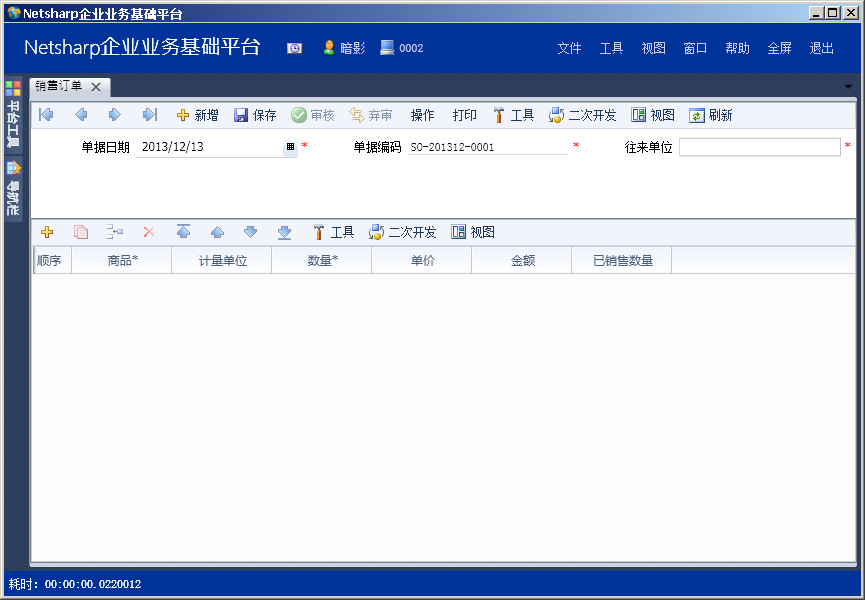 Netsharp企业业务基础平台
Netsharp企业业务基础平台 暗影 0002 文件 工具 视图 窗口 帮助 全屏 退出
平台工具
导航栏
销售订单
新增 保存 审核 弃审 操作 打印 工具 二次开发 视图 刷新
单据日期 2013/12/13 * 单据编码 SO-201312-0001 * 往来单位 *
工具 二次开发 视图
顺序 商品* 计量单位 数量* 单价 金额 已销售数量
耗时：00:00:00.0220012